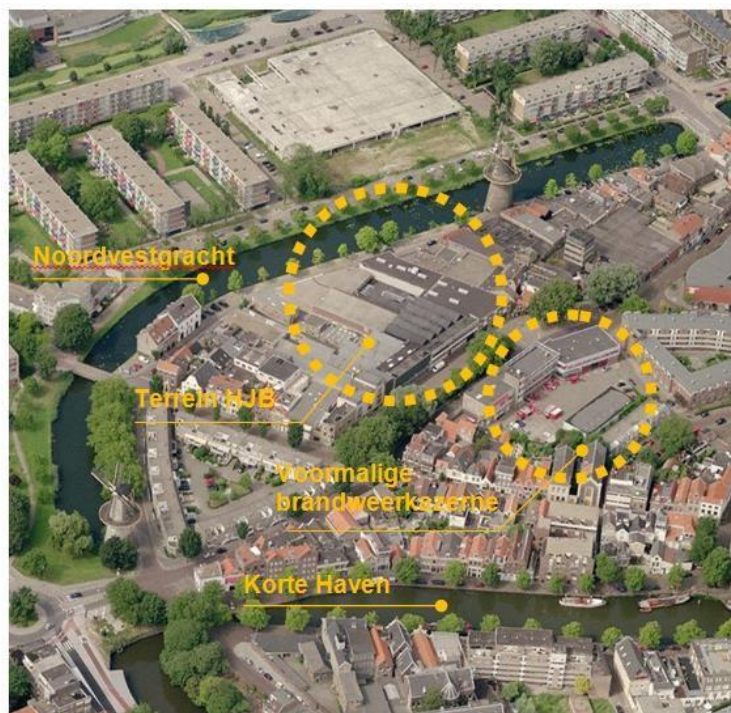 Noordvestgracht
Terrein HJB
Voormalige
brandweerkazerne
Korte Haven